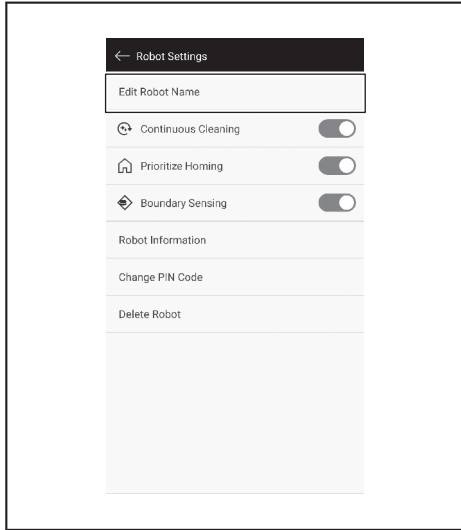 Robot Settings
Edit Robot Name
Continuous Cleaning
Prioritize Homing
Boundary Sensing
Robot Information
Change PIN Code
Delete Robot